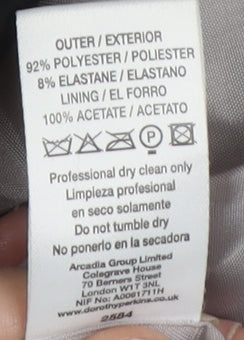 OUTER / EXTERIOR
92% POLYESTER / POLIESTER
8% ELASTANE / ELASTANO
LINING / EL FORRO
100% ACETATE / ACETATO
P
Professional dry clean only
Limpieza profesional
en seco solamente
Do not tumble dry
No ponerlo en la secadora
Arcadia Group Limited
Colegrave House
70 Berners Street
London W1T 3NL
NIF No: A0061711H
www.dorothyperkins.co.uk
2584